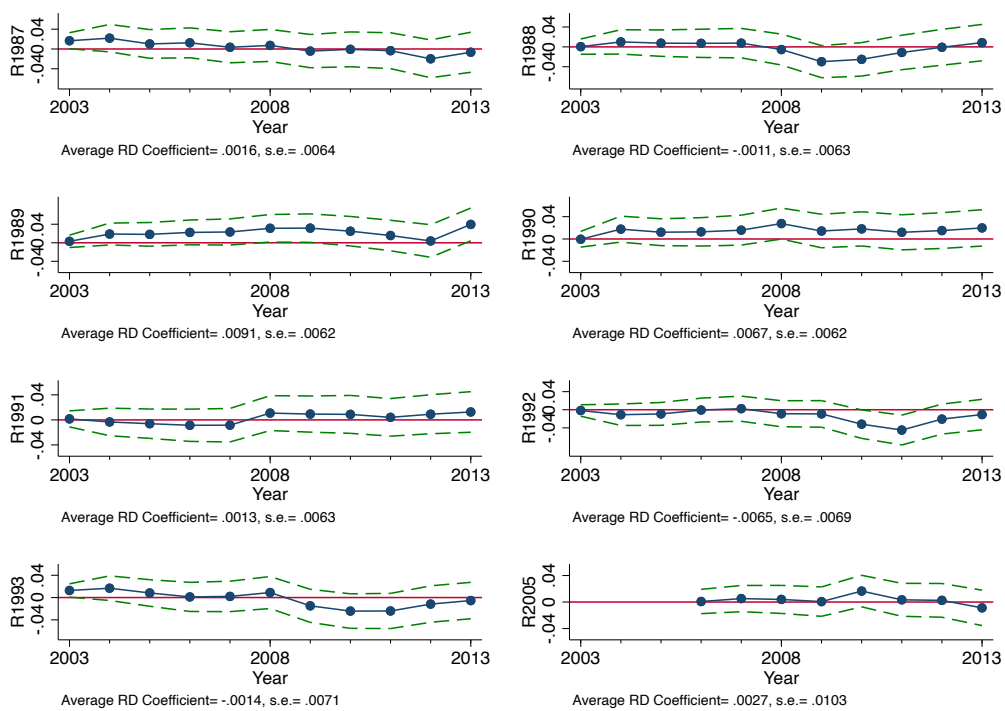 R1987
-.04 0 .04
2003 2008 2013
Year
Average RD Coefficient= .0016, s.e.= .0064
R1988
-.04 0 .04
2003 2008 2013
Year
Average RD Coefficient= -.0011, s.e.= .0063
R1989
-.04 0 .04
2003 2008 2013
Year
Average RD Coefficient= .0091, s.e.= .0062
R1990
-.04 0 .04
2003 2008 2013
Year
Average RD Coefficient= .0067, s.e.= .0062
R1991
-.04 0 .04
2003 2008 2013
Year
Average RD Coefficient= .0013, s.e.= .0063
R1992
-.04 0 .04
2003 2008 2013
Year
Average RD Coefficient= -.0065, s.e.= .0069
R1993
-.04 0 .04
2003 2008 2013
Year
Average RD Coefficient= -.0014, s.e.= .0071
R2005
-.04 0 .04
2003 2008 2013
Year
Average RD Coefficient= .0027, s.e.= .0103